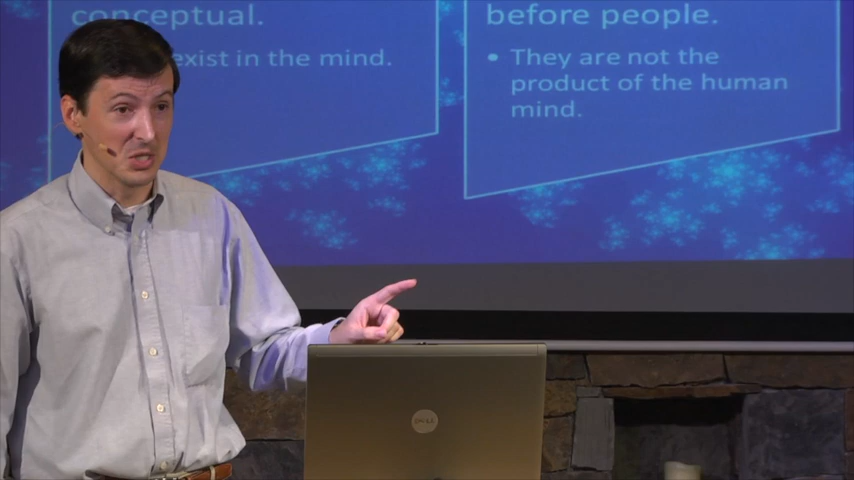 conceptual.
exist in the mind.
before people.
• They are not the
product of the human
mind.
DELL